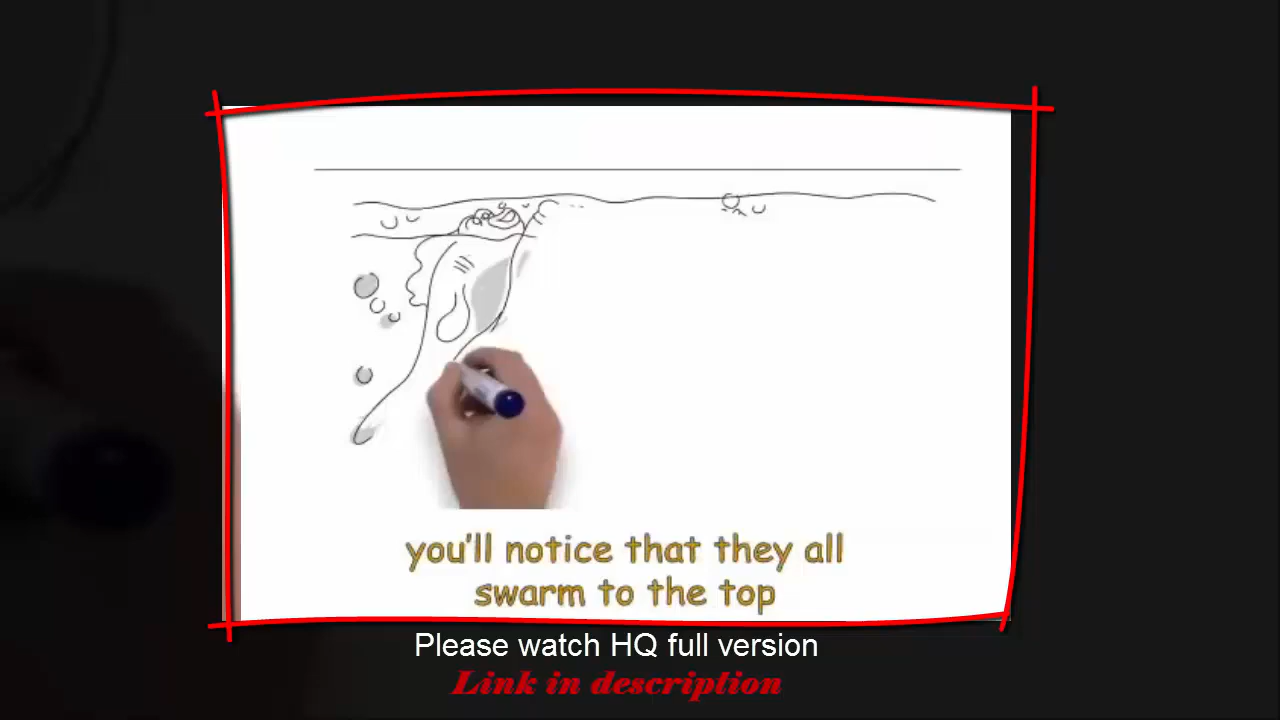 you'll notice that they all
swarm to the top
Please watch HQ full version
Link in description